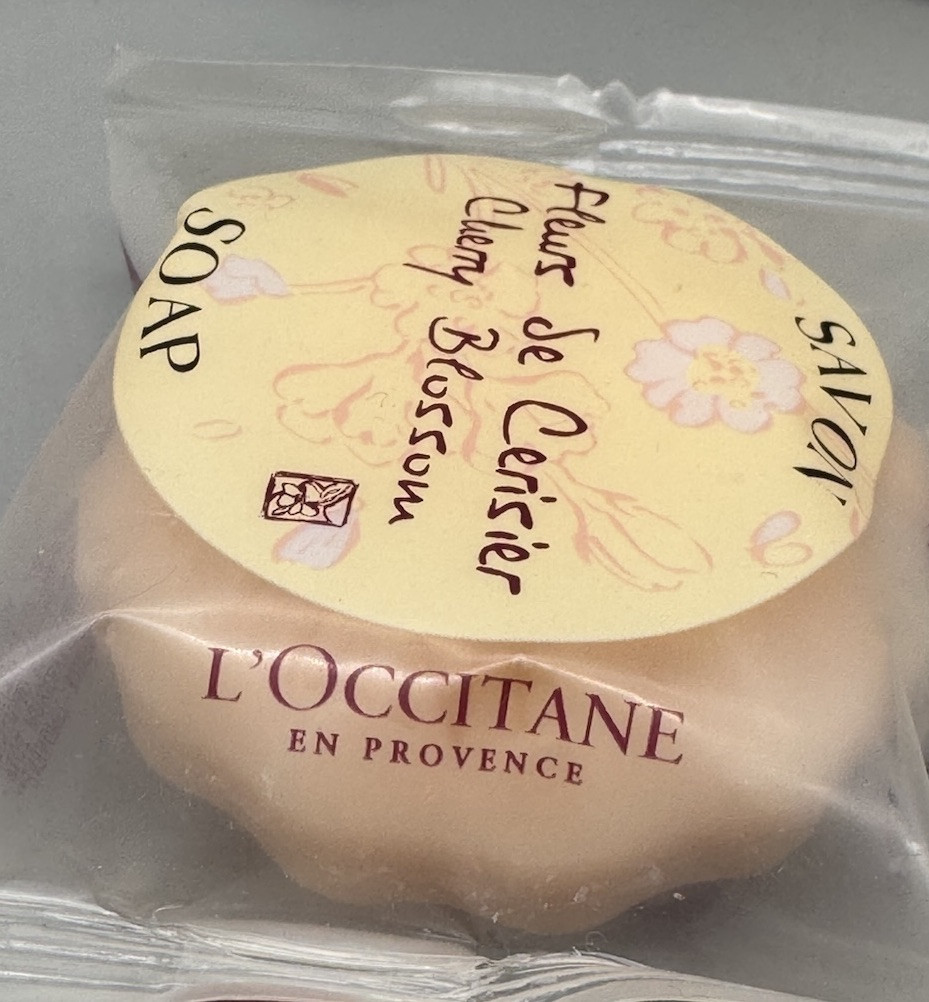 SAVON
Fleurs de Cerisier
Cherry Blossom
SOAP
L'OCCITANE
EN PROVENCE